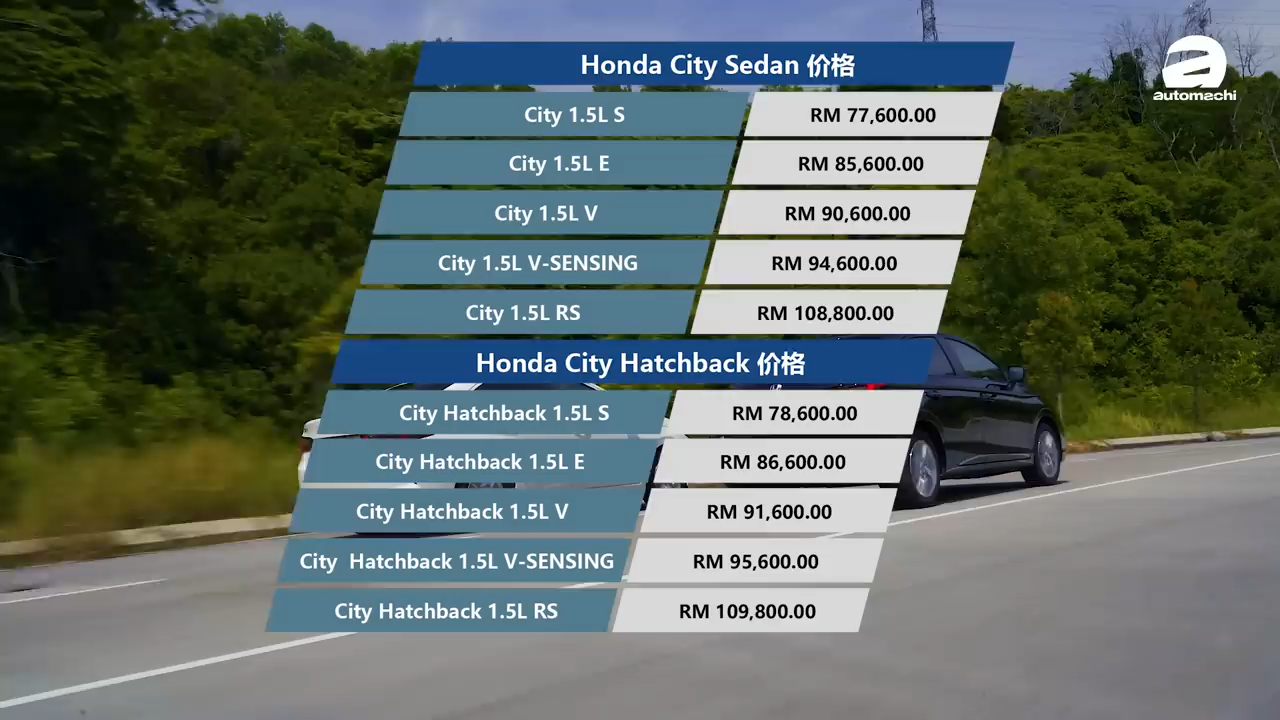 Honda City Sedan 价格
automachi
City 1.5L S RM 77,600.00
City 1.5L E RM 85,600.00
City 1.5L V RM 90,600.00
City 1.5L V-SENSING RM 94,600.00
City 1.5L RS RM 108,800.00
Honda City Hatchback 价格
City Hatchback 1.5L S RM 78,600.00
City Hatchback 1.5L E RM 86,600.00
City Hatchback 1.5L V RM 91,600.00
City Hatchback 1.5L V-SENSING RM 95,600.00
City Hatchback 1.5L RS RM 109,800.00